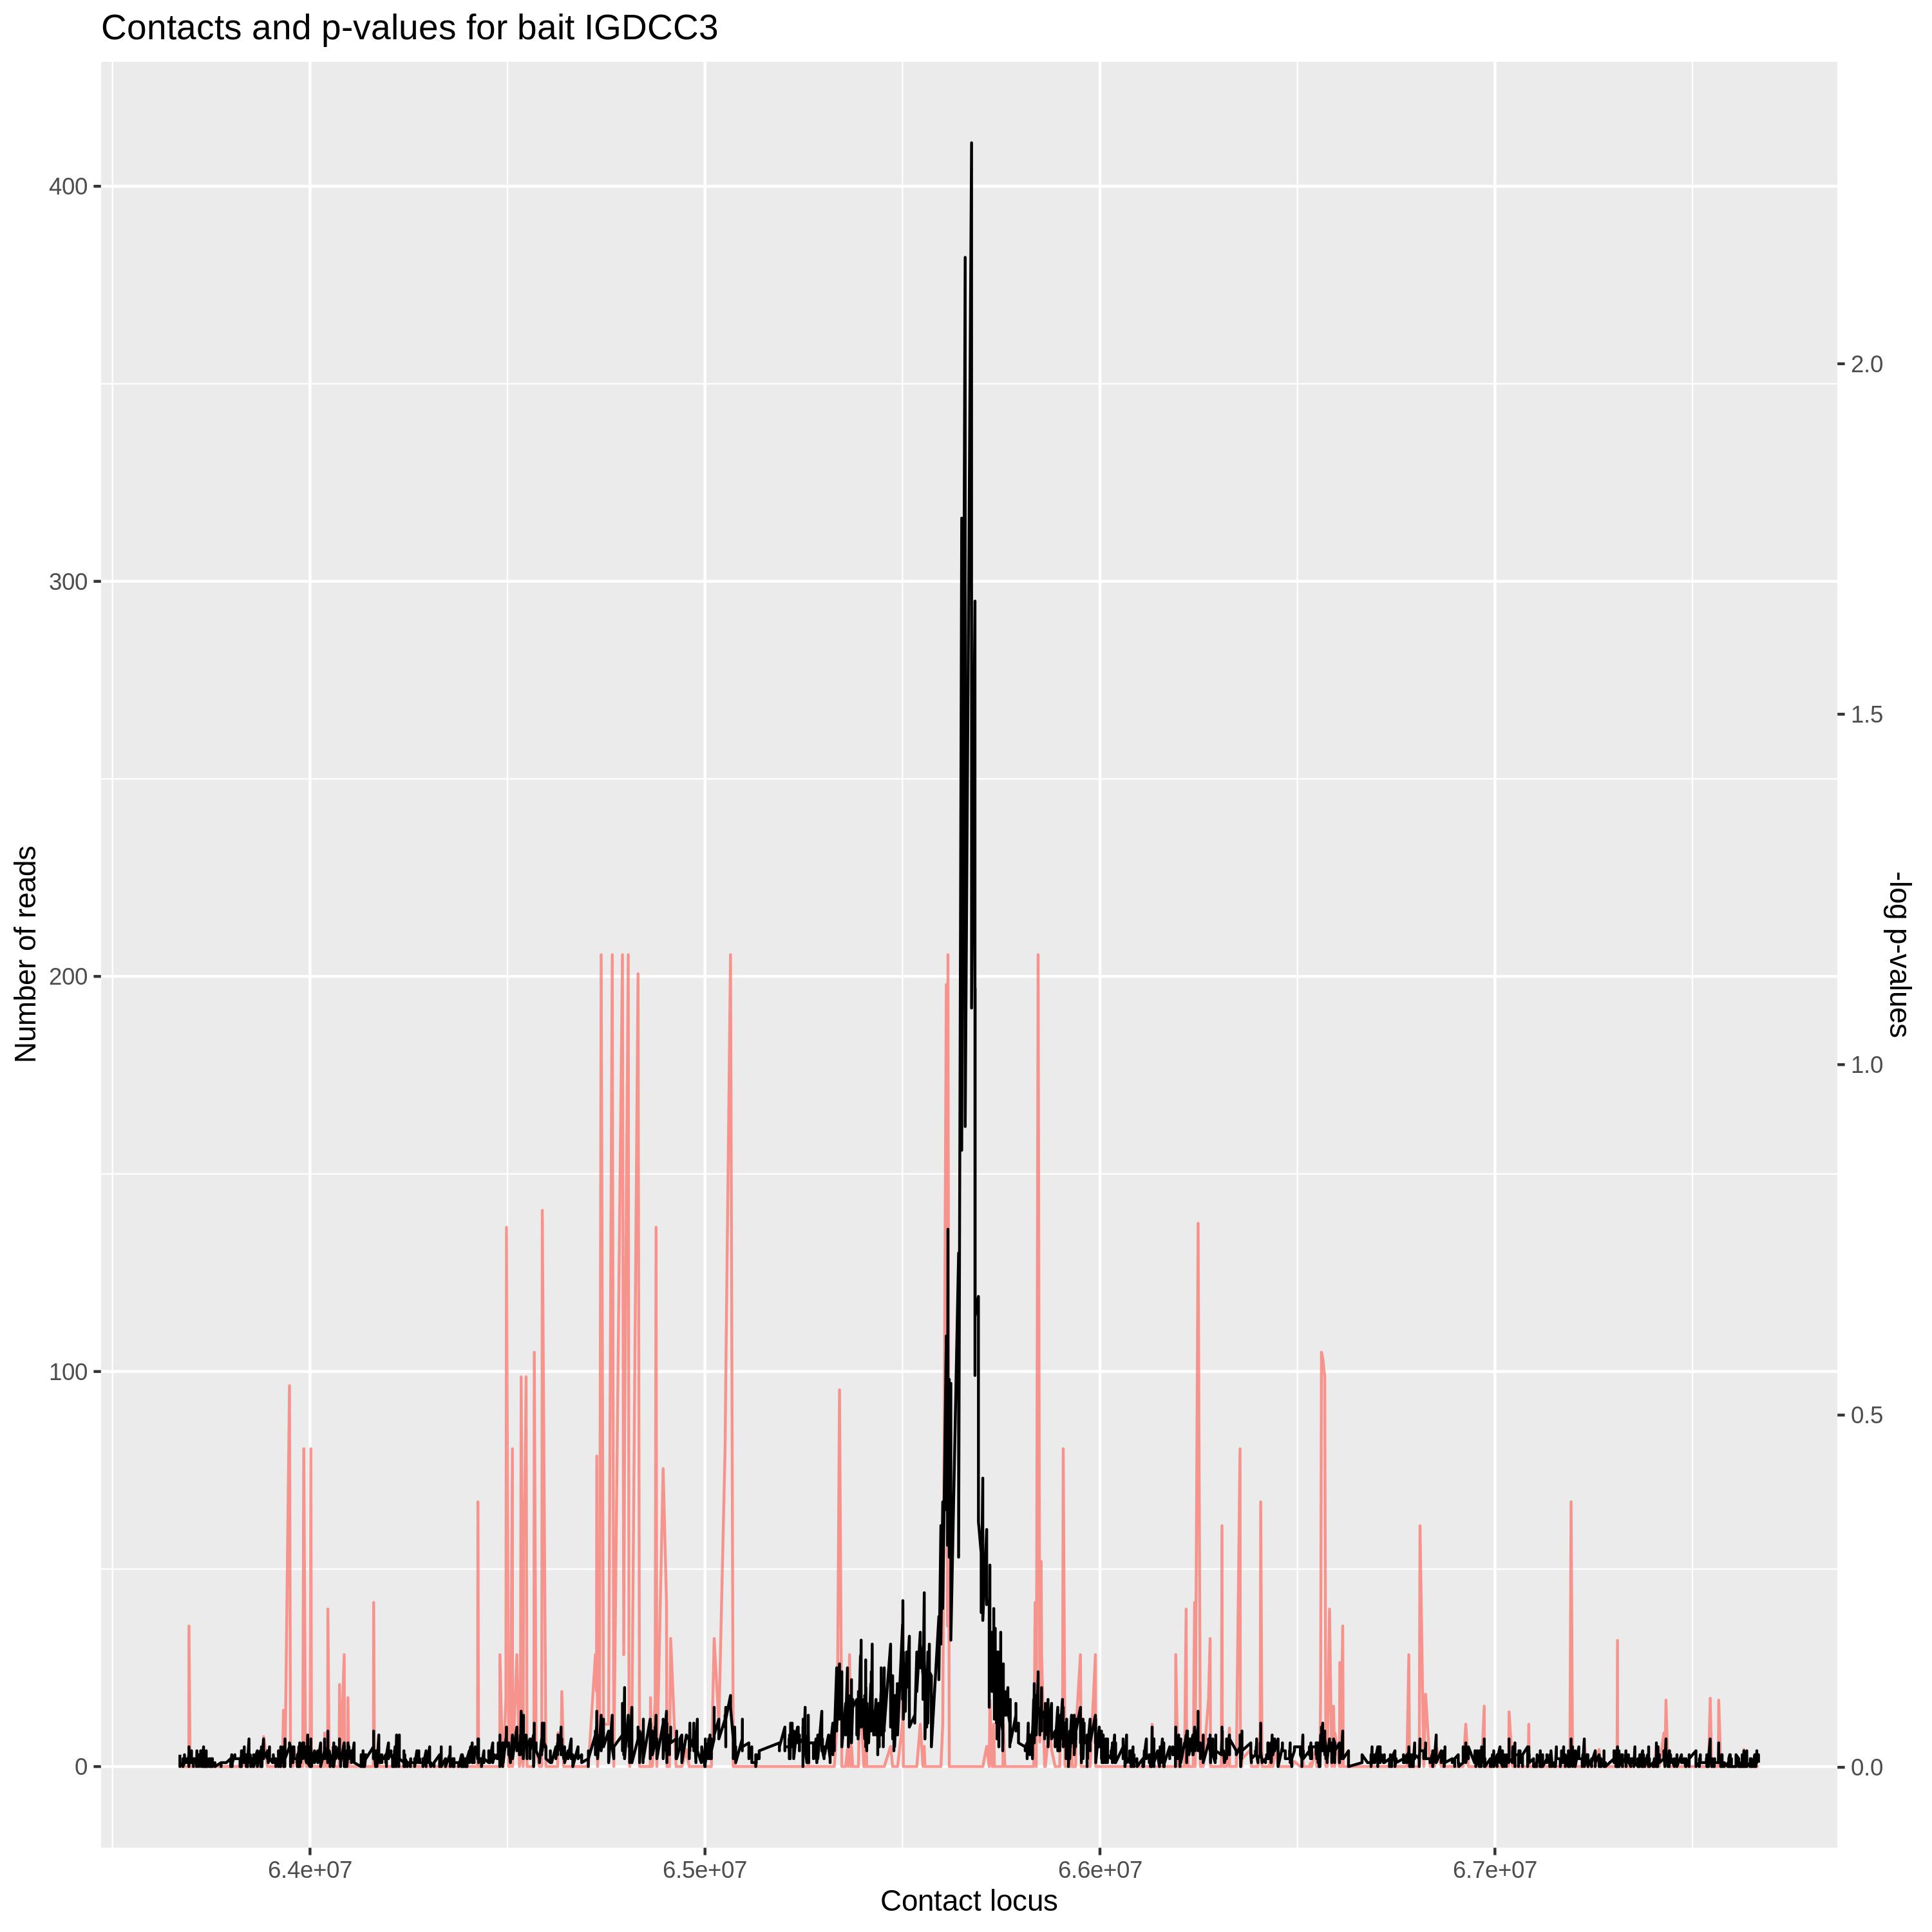 Contacts and p-values for bait IGDCC3
400
300
200
100
0
Number of reads
2.0
1.5
1.0
0.5
0.0
-log p-values
6.4e+07 6.5e+07 6.6e+07 6.7e+07
Contact locus